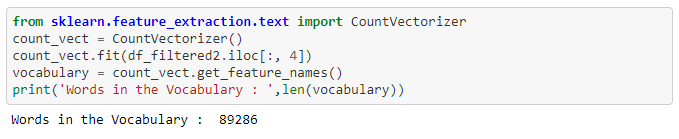 from sklearn.feature_extraction.text import CountVectorizer
count_vect = CountVectorizer()
count_vect.fit(df_filtered2.iloc[:, 4])
vocabulary = count_vect.get_feature_names()
print('Words in the Vocabulary : ',len(vocabulary))
Words in the Vocabulary :  89286